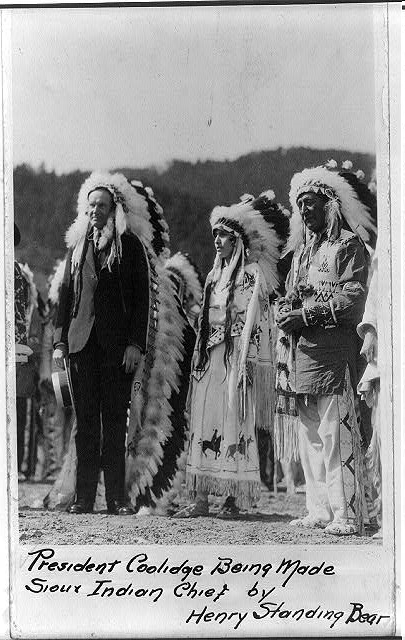 President Coolidge Being Made
Sioux Indian Chief by
Henry Standing Bear